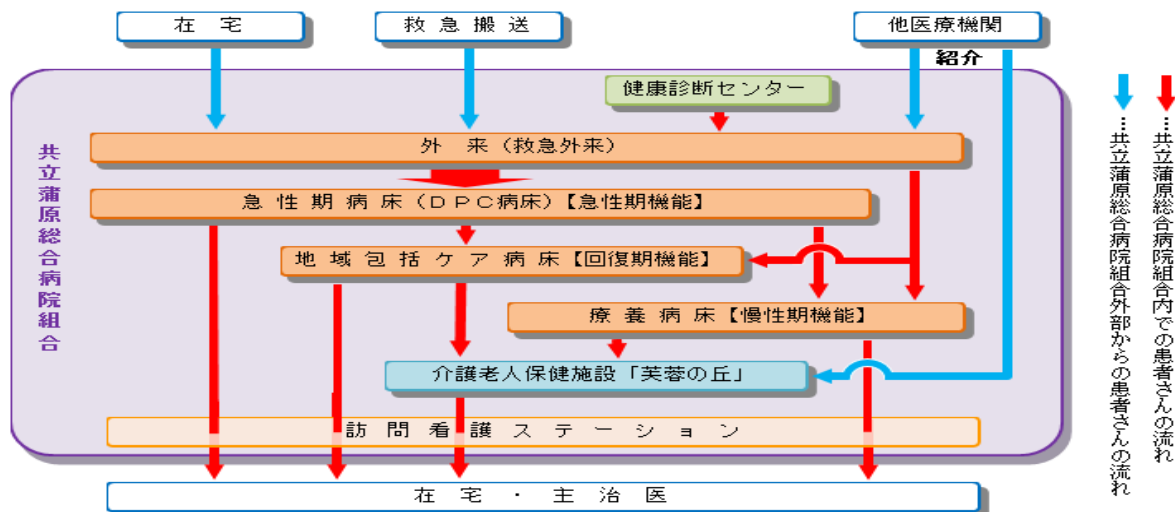 在宅
救急搬送
他医療機関
紹介
健康診断センター
外来(救急外来)
急性期病床(DPC病床)【急性期機能】
地域包括ケア病床【回復期機能】
療養病床【慢性期機能】
介護老人保健施設「芙蓉の丘」
訪問看護ステーション
在宅・主治医
共立蒲原総合病院組合
…共立蒲原総合病院組合内での患者さんの流れ
…共立蒲原総合病院組合外部からの患者さんの流れ